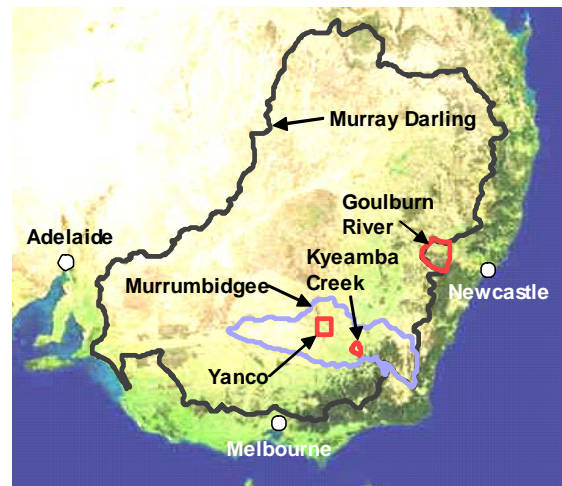 Murray Darling
Goulburn
River
Adelaide
Kyeamba
Creek
Murrumbidgee
Newcastle
Yanco
Melbourne